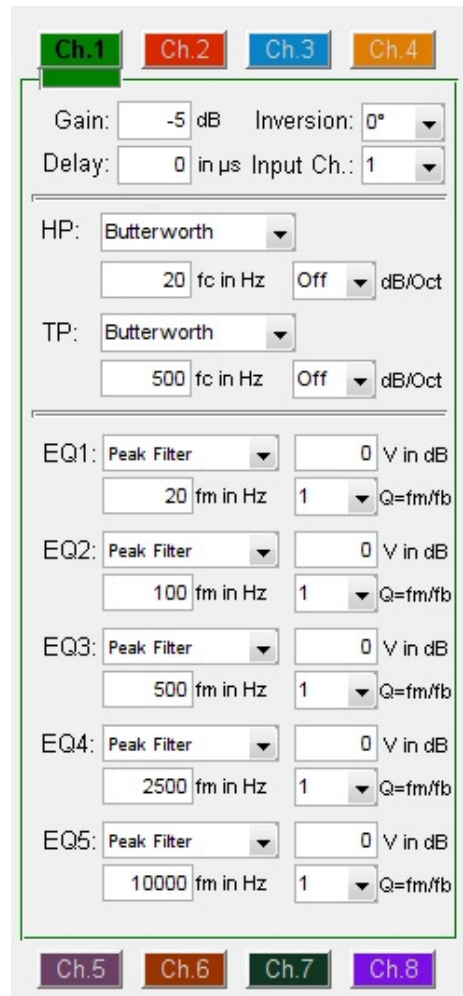 Ch.1 Ch.2 Ch.3 Ch.4
Gain: -5 dB Inversion: 0°
Delay: 0 in µs Input Ch.: 1
HP: Butterworth
20 fc in Hz Off dB/Oct
TP: Butterworth
500 fc in Hz Off dB/Oct
EQ1: Peak Filter 0 V in dB
20 fm in Hz 1 Q=fm/fb
EQ2: Peak Filter 0 V in dB
100 fm in Hz 1 Q=fm/fb
EQ3: Peak Filter 0 V in dB
500 fm in Hz 1 Q=fm/fb
EQ4: Peak Filter 0 V in dB
2500 fm in Hz 1 Q=fm/fb
EQ5: Peak Filter 0 V in dB
10000 fm in Hz 1 Q=fm/fb
Ch.5 Ch.6 Ch.7 Ch.8